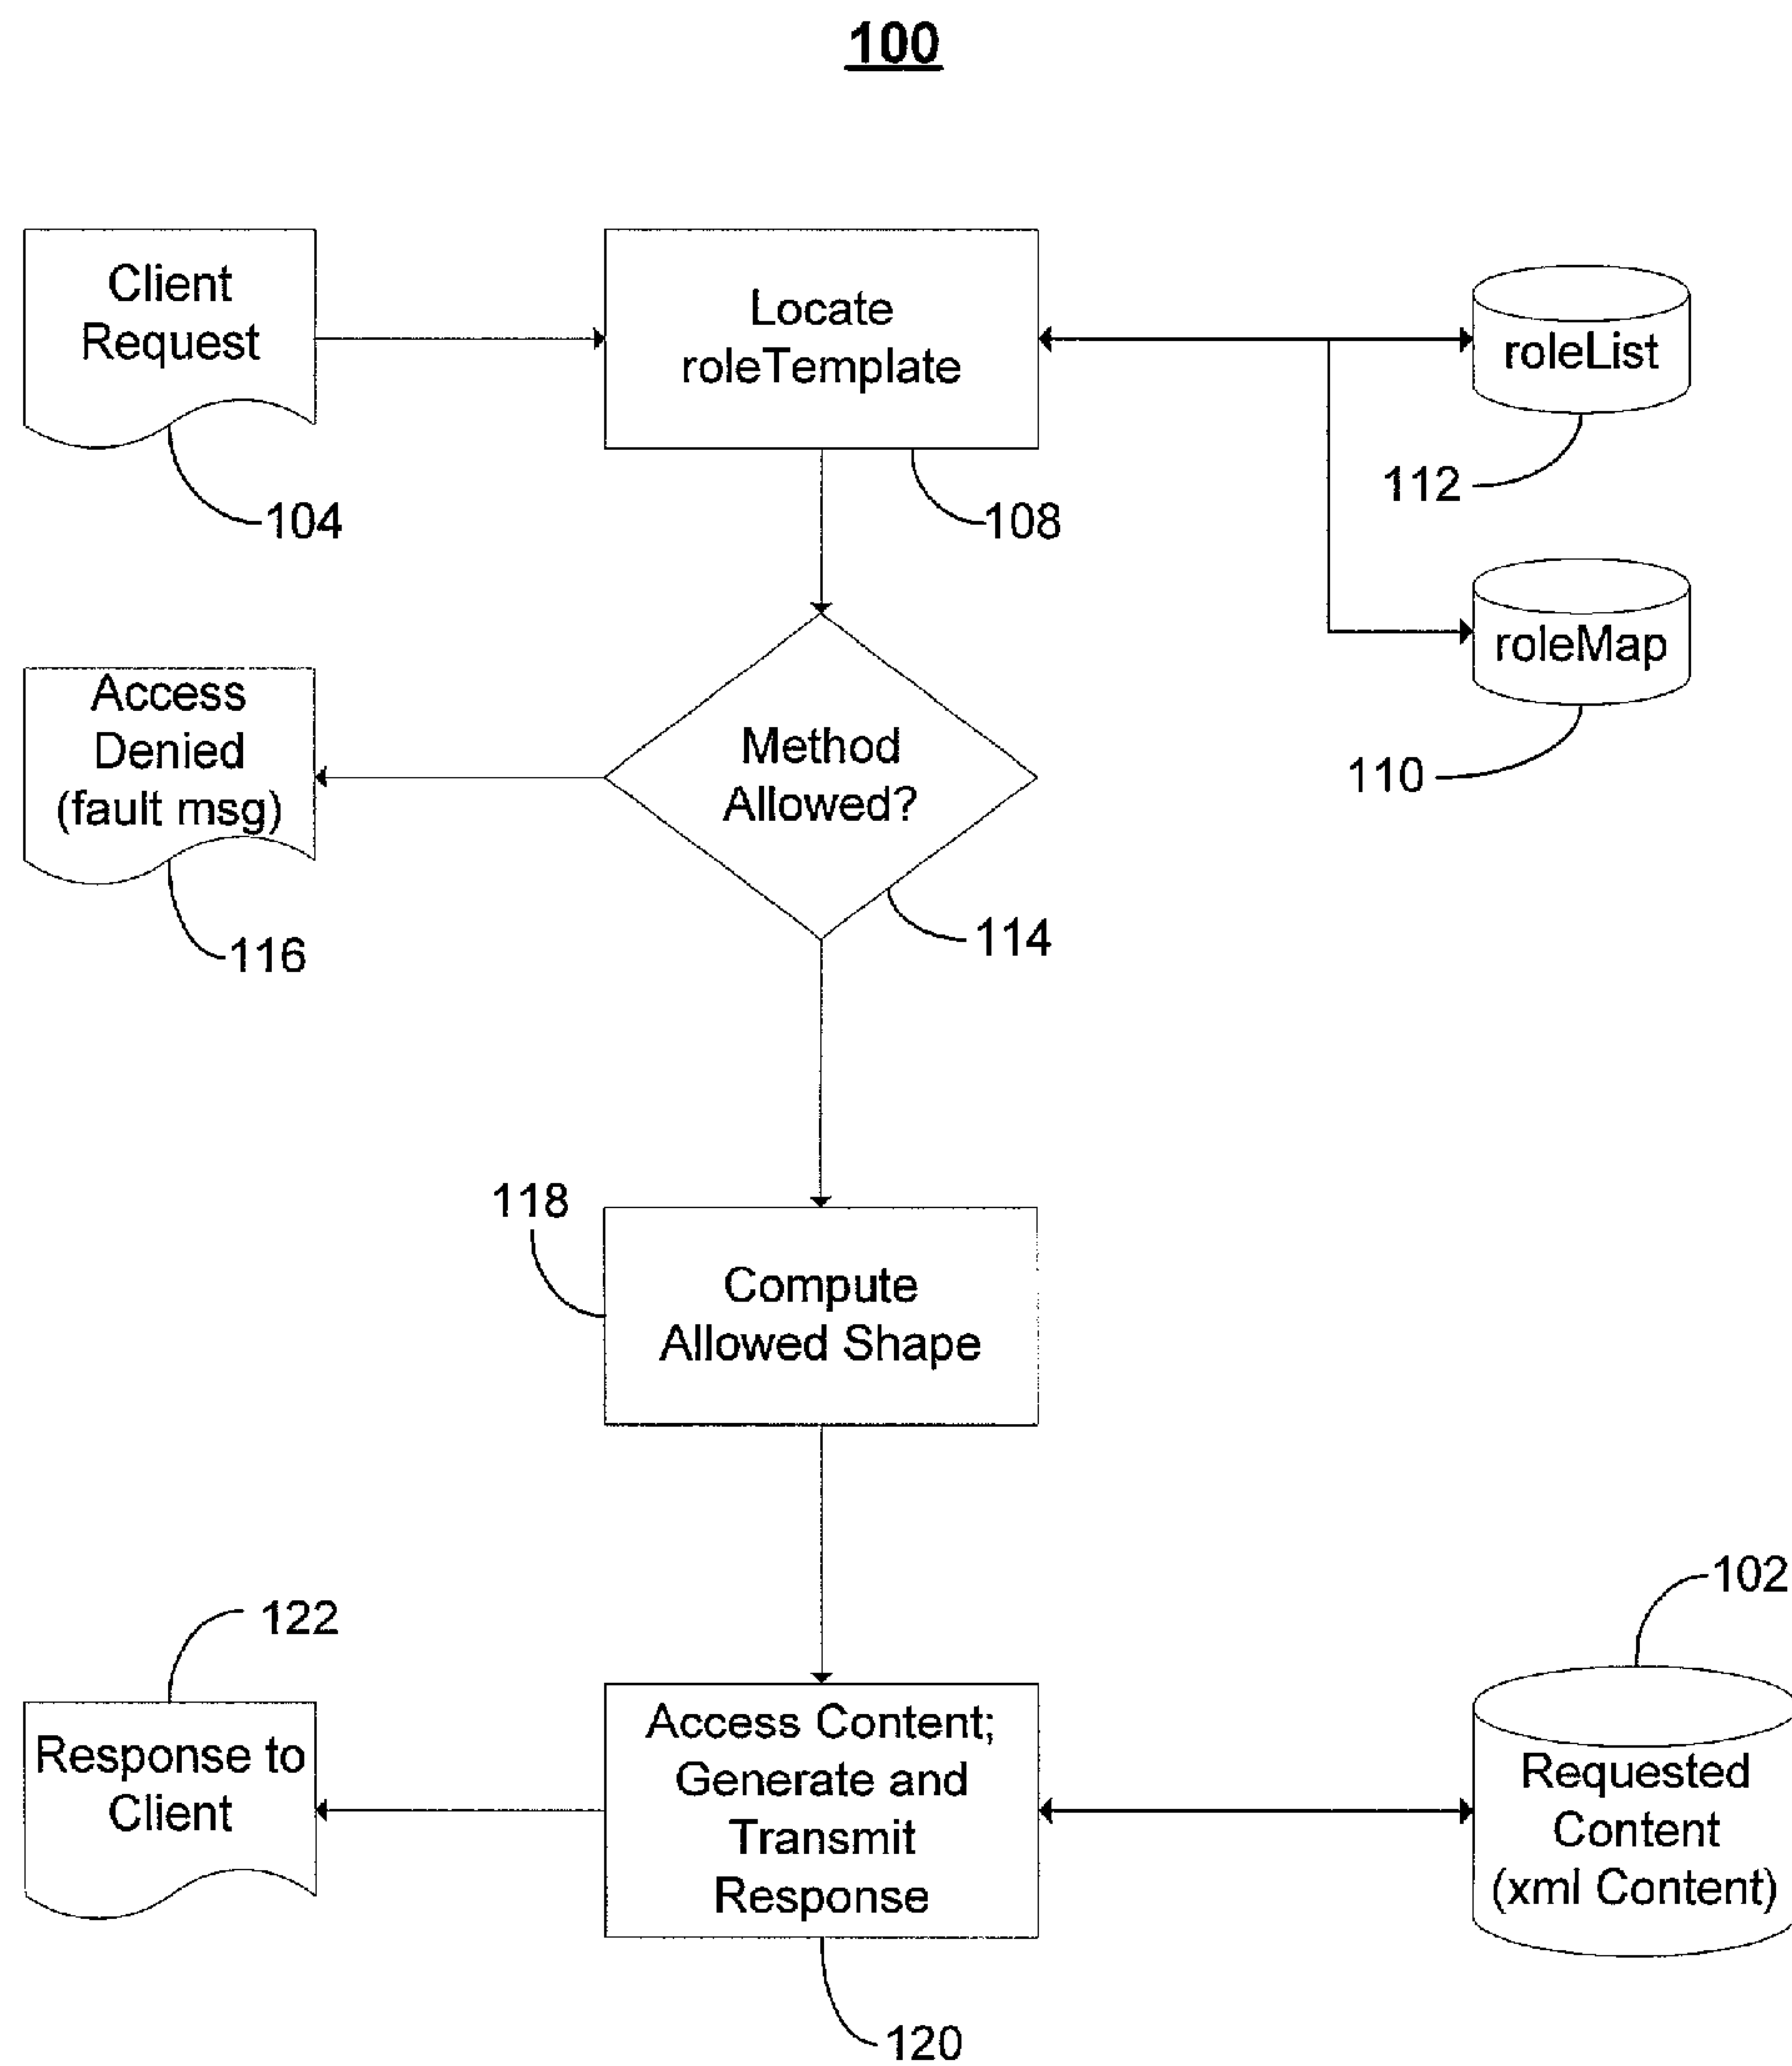 100
Client
Request
104
Locate
roleTemplate
108
roleList
112
roleMap
110
Access
Denied
(fault msg)
116
Method
Allowed?
114
118
Compute
Allowed Shape
122
Response to
Client
Access Content;
Generate and
Transmit
Response
120
102
Requested
Content
(xml Content)